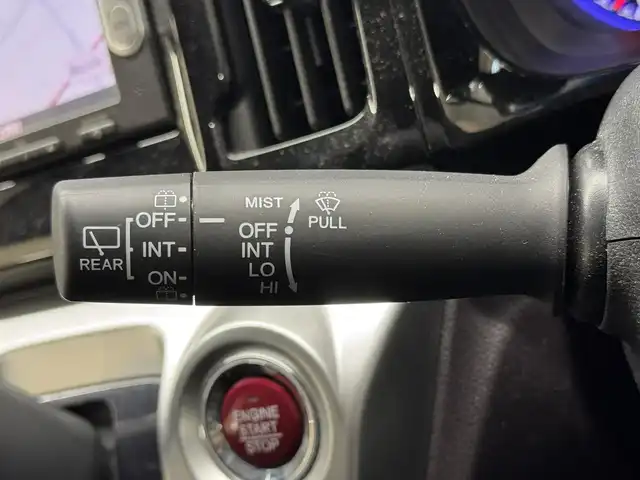 REAR
OFF
INT
ON
MIST
OFF
INT
LO
HI
PULL
ENGINE
START
STOP